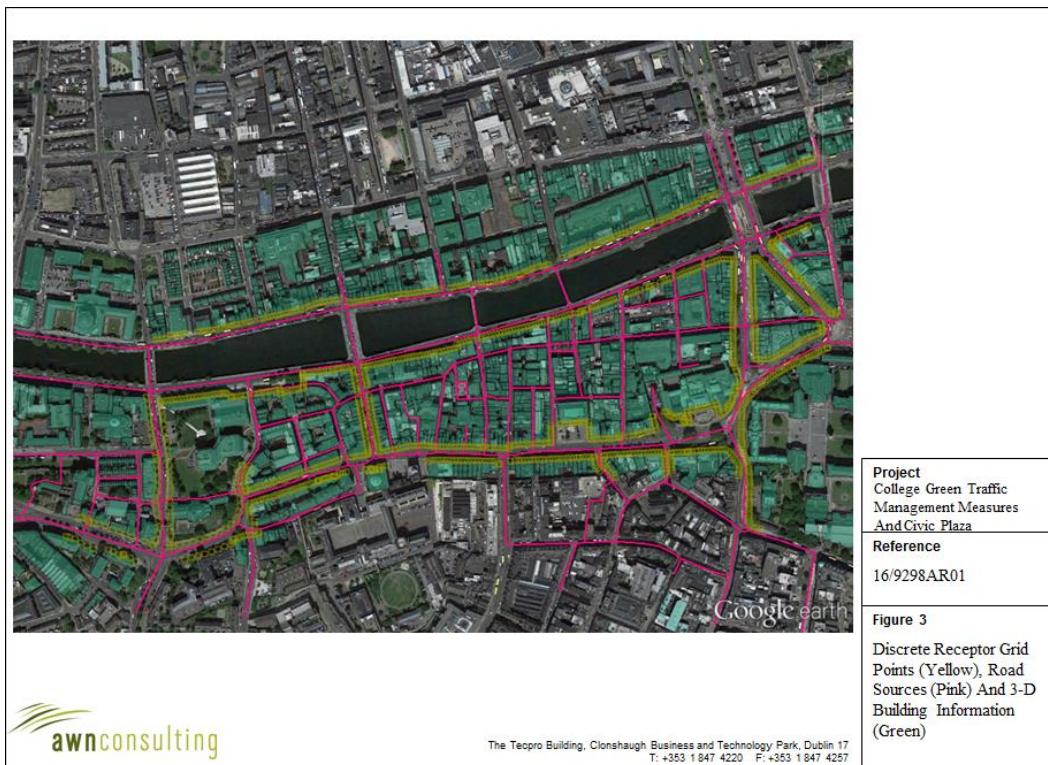 Google earth
Project
College Green Traffic
Management Measures
And Civic Plaza
Reference
16/9298AR01
Figure 3
Discrete Receptor Grid
Points (Yellow), Road
Sources (Pink) And 3-D
Building Information
(Green)
awnconsulting
The Tecpro Building, Clonshaugh Business and Technology Park, Dublin 17
T: +353 1 847 4220 F: +353 1 847 4257